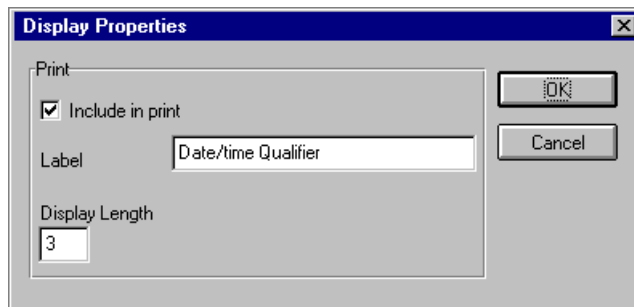 Display Properties
Print
Include in print
OK
Label
Date/time Qualifier
Cancel
Display Length
3